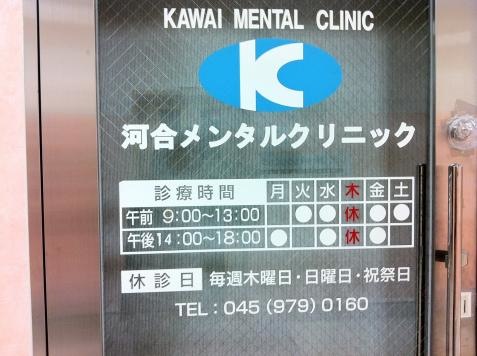 KAWAI MENTAL CLINIC
K
河合メンタルクリニック
診療時間 月 火 水 木 金 土
午前 9:00~13:00 ● ● 休 ● ●
午後14:00~18:00 ● ● 休 ●
休診日 毎週木曜日・日曜日・祝祭日
TEL : 045 (979) 0160